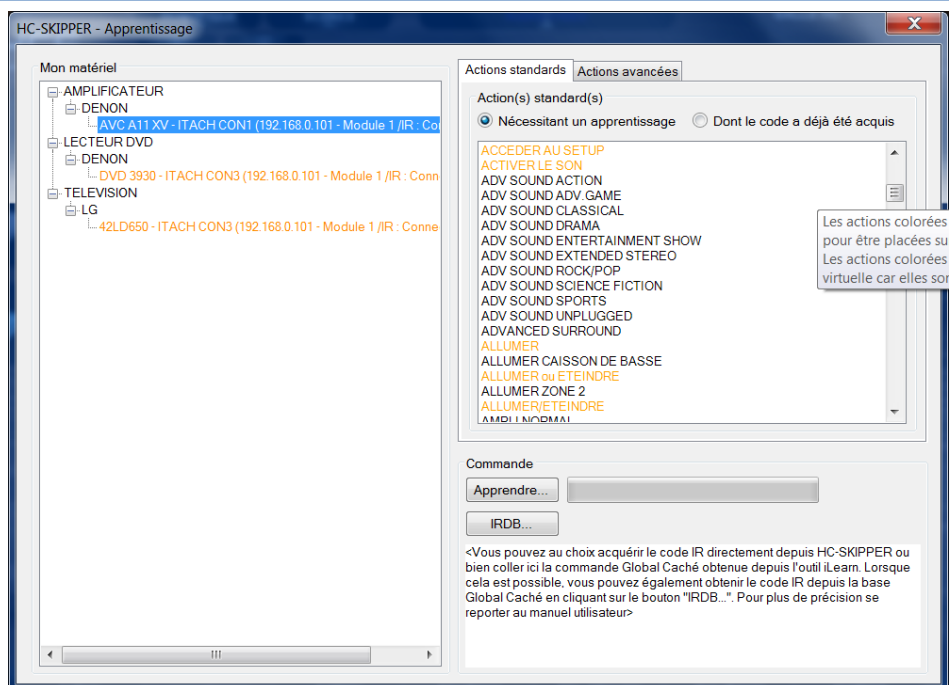 HC-SKIPPER - Apprentissage
Mon matériel
AMPLIFICATEUR
DENON
AVC A11 XV - ITACH CON1 (192.168.0.101 - Module 1 /IR : Co
LECTEUR DVD
DENON
DVD 3930 - ITACH CON3 (192.168.0.101 - Module 1 /IR : Conn
TELEVISION
LG
42LD650 - ITACH CON3 (192.168.0.101 - Module 1 /IR : Conne
Actions standards
Actions avancées
Action(s) standard(s)
Nécessitant un apprentissage
Dont le code a déjà été acquis
ACCEDER AU SETUP
ACTIVER LE SON
ADV SOUND ACTION
ADV SOUND ADV.GAME
ADV SOUND CLASSICAL
ADV SOUND DRAMA
ADV SOUND ENTERTAINMENT SHOW
ADV SOUND EXTENDED STEREO
ADV SOUND ROCK/POP
ADV SOUND SCIENCE FICTION
ADV SOUND SPORTS
ADV SOUND UNPLUGGED
ADVANCED SURROUND
ALLUMER
ALLUMER CAISSON DE BASSE
ALLUMER ou ETEINDRE
ALLUMER ZONE 2
ALLUMER/ETEINDRE
AMPLI NORMAL
Les actions colorées
pour être placées su
Les actions colorées
virtuelle car elles sor
Commande
Apprendre...
IRDB...
<Vous pouvez au choix acquérir le code IR directement depuis HC-SKIPPER ou
bien coller ici la commande Global Caché obtenue depuis l'outil iLearn. Lorsque
cela est possible, vous pouvez également obtenir le code IR depuis la base
Global Caché en cliquant sur le bouton "IRDB...". Pour plus de précision se
reporter au manuel utilisateur>